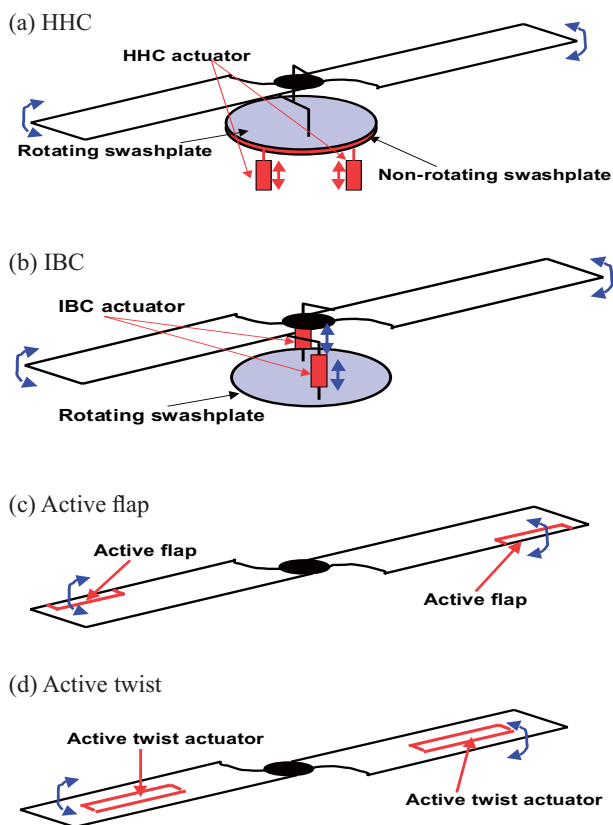 (a) HHC
HHC actuator
Rotating swashplate
Non-rotating swashplate
(b) IBC
IBC actuator
Rotating swashplate
(c) Active flap
Active flap
Active flap
(d) Active twist
Active twist actuator
Active twist actuator